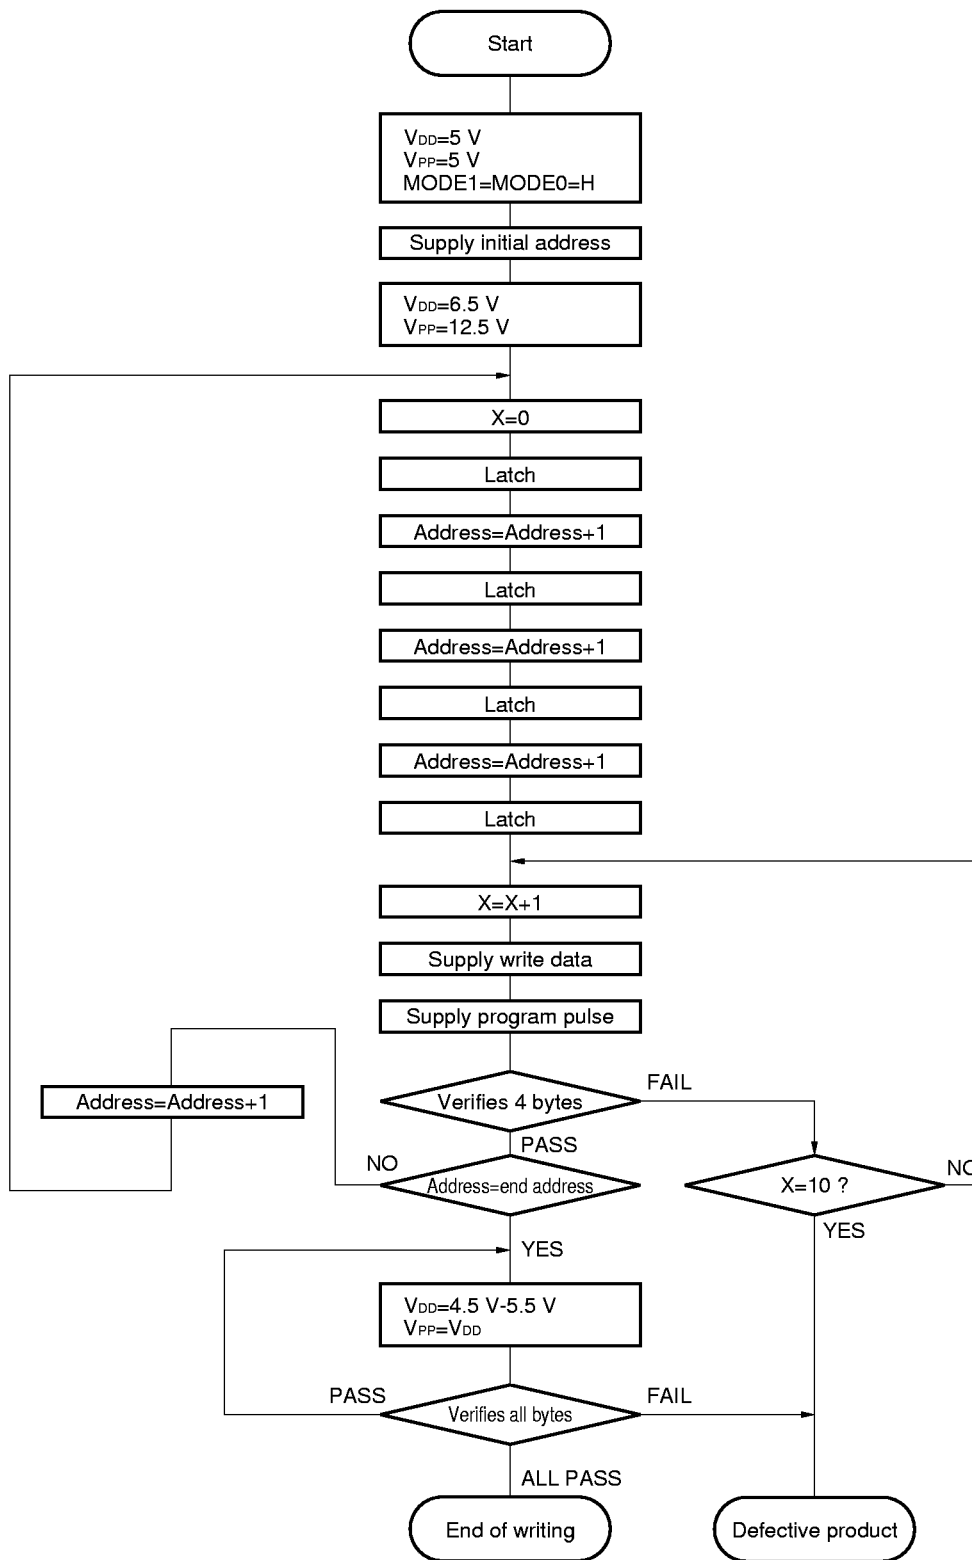 Start
VDD=5 V
VPP=5 V
MODE1=MODE0=H
Supply initial address
VDD=6.5 V
VPP=12.5 V
X=0
Latch
Address=Address+1
Latch
Address=Address+1
Latch
Address=Address+1
Latch
X=X+1
Supply write data
Supply program pulse
Verifies 4 bytes
FAIL
Address=Address+1
PASS
NO
Address=end address
X=10 ?
NO
YES
YES
VDD=4.5 V-5.5 V
VPP=VDD
PASS
Verifies all bytes
FAIL
ALL PASS
End of writing
Defective product